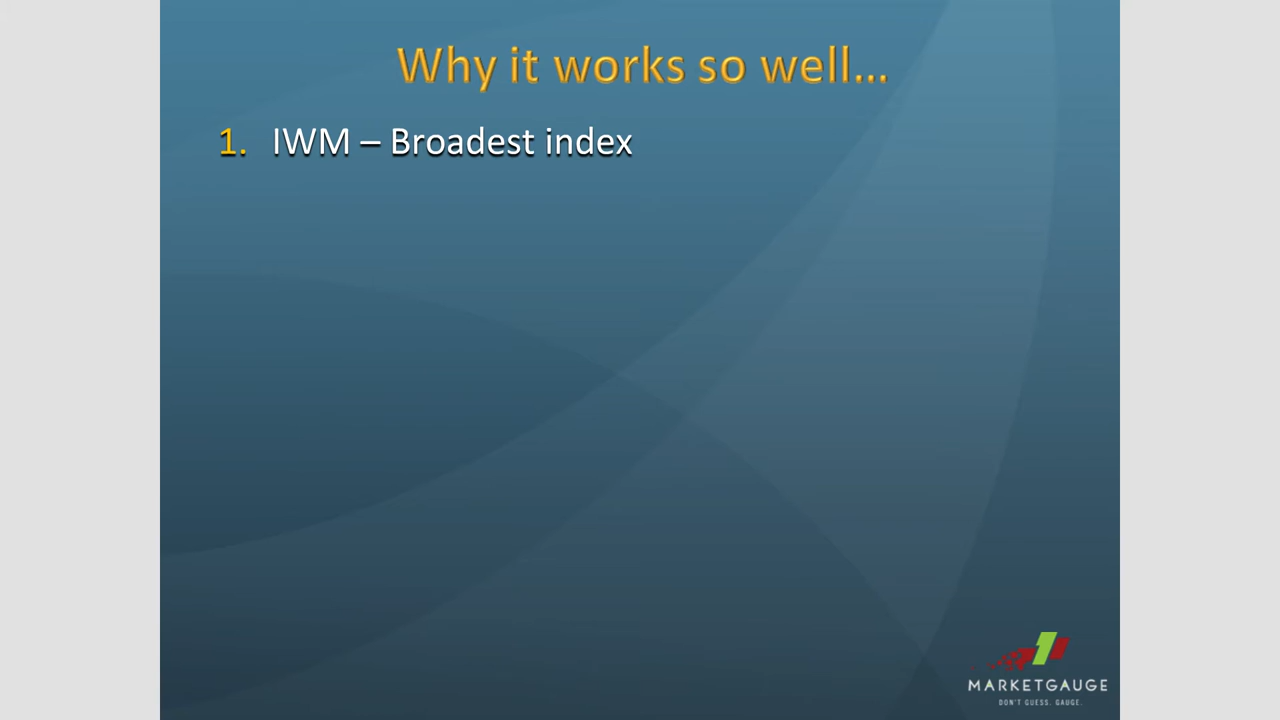 Why it works so well...
1. IWM – Broadest index
MARKETGAUGE
DON'T GUESS. GAUGE.